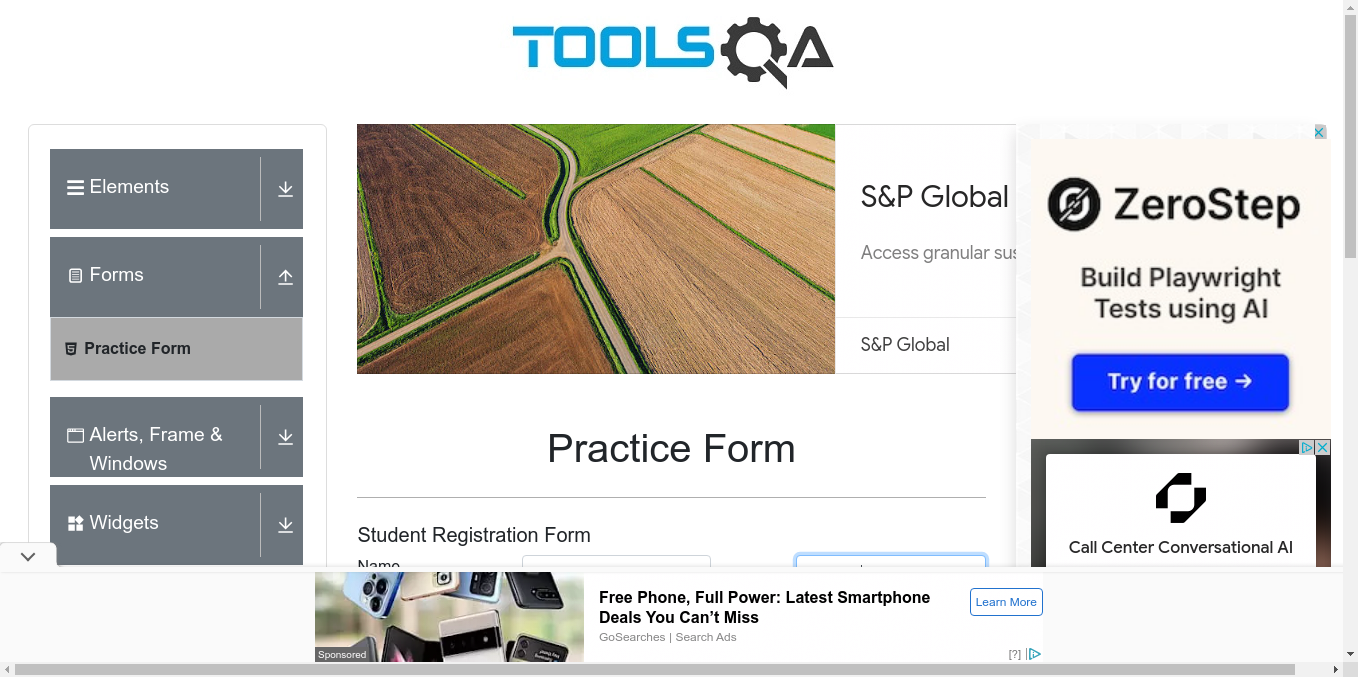 TOOLSQA
Elements
Forms
Practice Form
Alerts, Frame &
Windows
Widgets
S&P Global
Access granular sus
S&P Global
ZeroStep
Build Playwright
Tests using AI
Try for free →
Call Center Conversational AI
Practice Form
Student Registration Form
Name
Free Phone, Full Power: Latest Smartphone
Deals You Can’t Miss
GoSearches | Search Ads
Learn More
Sponsored
[?]